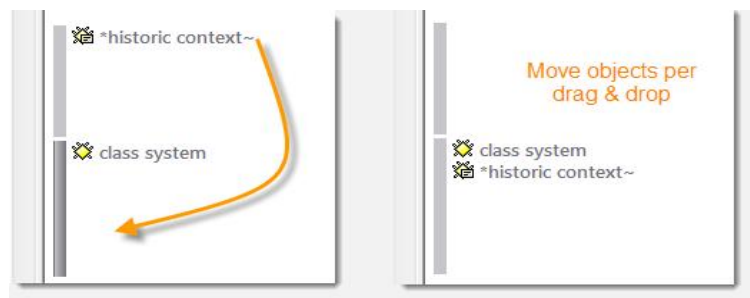 *historic context~
class system
Move objects per
drag & drop
class system
*historic context~